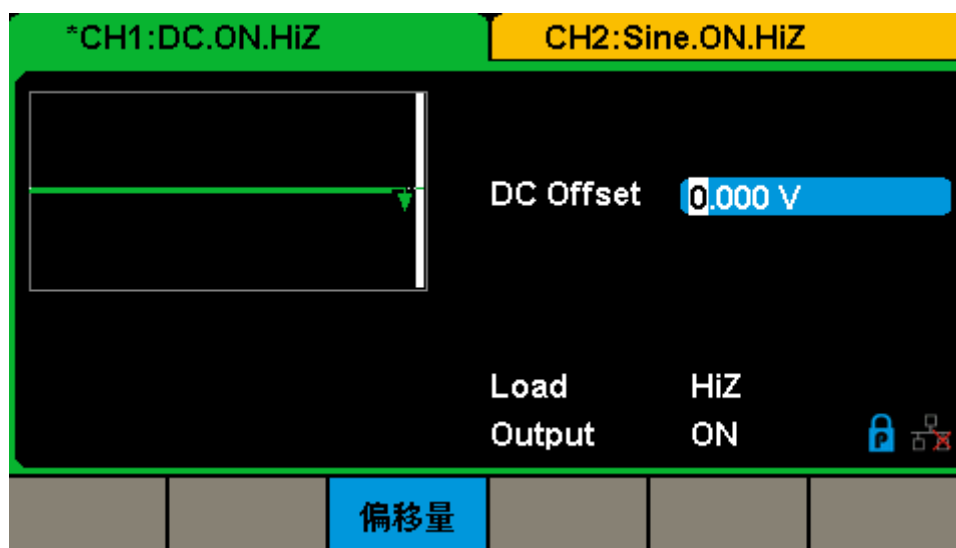 *CH1:DC.ON.HiZ
CH2:Sine.ON.HiZ
DC Offset 0.000 V
Load HiZ
Output ON
P
偏移量